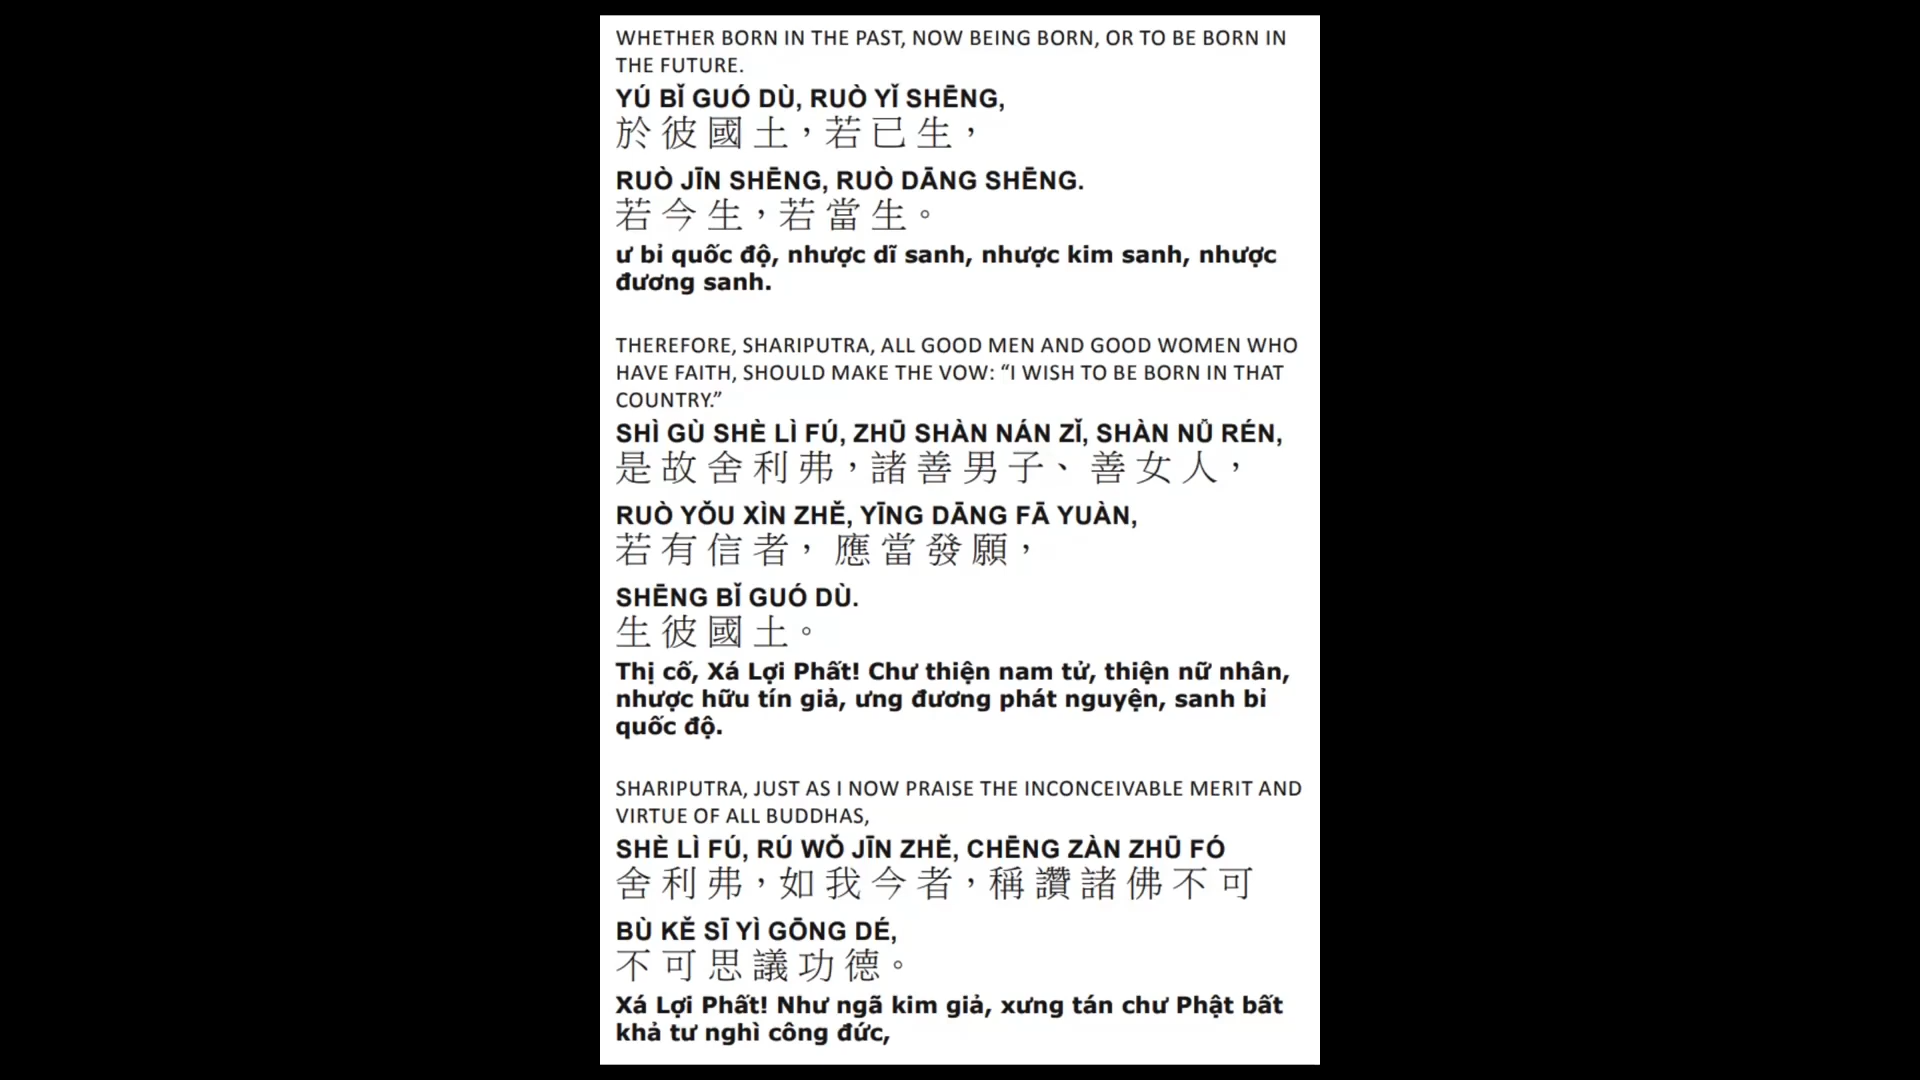 WHETHER BORN IN THE PAST, NOW BEING BORN, OR TO BE BORN IN
THE FUTURE.
YÚ BǏ GUÓ DÙ, RUÒ YǏ SHĒNG,
於彼國土，若已生，
RUÒ JĪN SHĒNG, RUÒ DĀNG SHĒNG.
若今生，若當生。
ư bỉ quốc độ, nhược dĩ sanh, nhược kim sanh, nhược
đương sanh.
THEREFORE, SHARIPUTRA, ALL GOOD MEN AND GOOD WOMEN WHO
HAVE FAITH, SHOULD MAKE THE VOW: “I WISH TO BE BORN IN THAT
COUNTRY.”
SHÌ GÙ SHÈ LÌ FÚ, ZHŪ SHÀN NÁN ZǏ, SHÀN NǙ RÉN,
是故舍利弗，諸善男子、善女人，
RUÒ YǑU XÌN ZHĚ, YĪNG DĀNG FĀ YUÀN,
若有信者，應當發願，
SHĒNG BǏ GUÓ DÙ.
生彼國土。
Thị cố, Xá Lợi Phất! Chư thiện nam tử, thiện nữ nhân,
nhược hữu tín giả, ưng đương phát nguyện, sanh bỉ
quốc độ.
SHARIPUTRA, JUST AS I NOW PRAISE THE INCONCEIVABLE MERIT AND
VIRTUE OF ALL BUDDHAS,
SHÈ LÌ FÚ, RÚ WǑ JĪN ZHĚ, CHĒNG ZÀN ZHŪ FÓ
舍利弗，如我今者，稱讚諸佛不可
BÙ KĚ SĪ YÌ GŌNG DÉ,
不可思議功德。
Xá Lợi Phất! Như ngã kim giả, xưng tán chư Phật bất
khả tư nghì công đức,